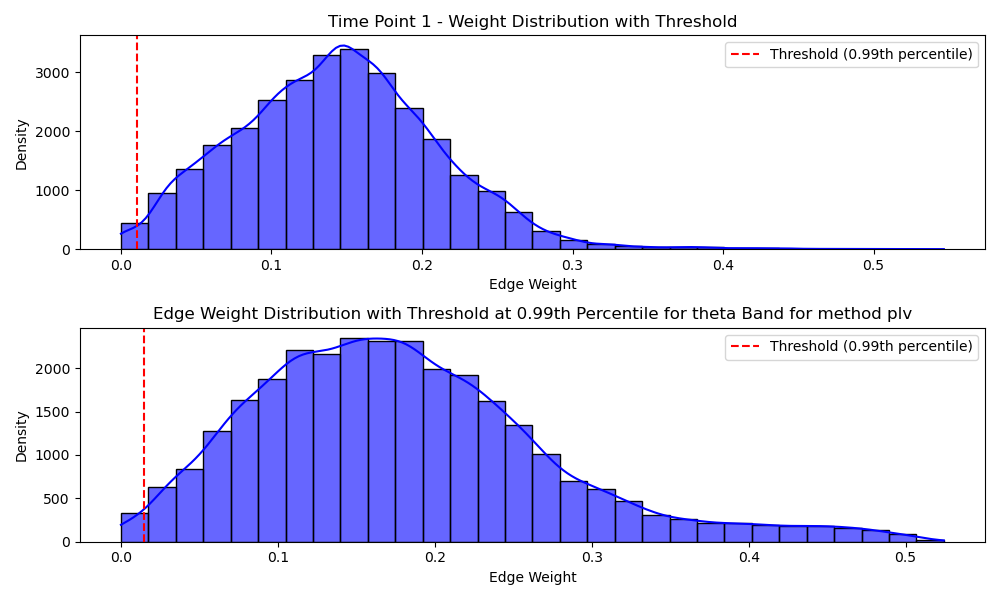 Time Point 1 - Weight Distribution with Threshold
Threshold (0.99th percentile)
Density
3000
2000
1000
0
0.0 0.1 0.2 0.3 0.4 0.5
Edge Weight
Edge Weight Distribution with Threshold at 0.99th Percentile for theta Band for method plv
Threshold (0.99th percentile)
Density
2000
1500
1000
500
0
0.0 0.1 0.2 0.3 0.4 0.5
Edge Weight